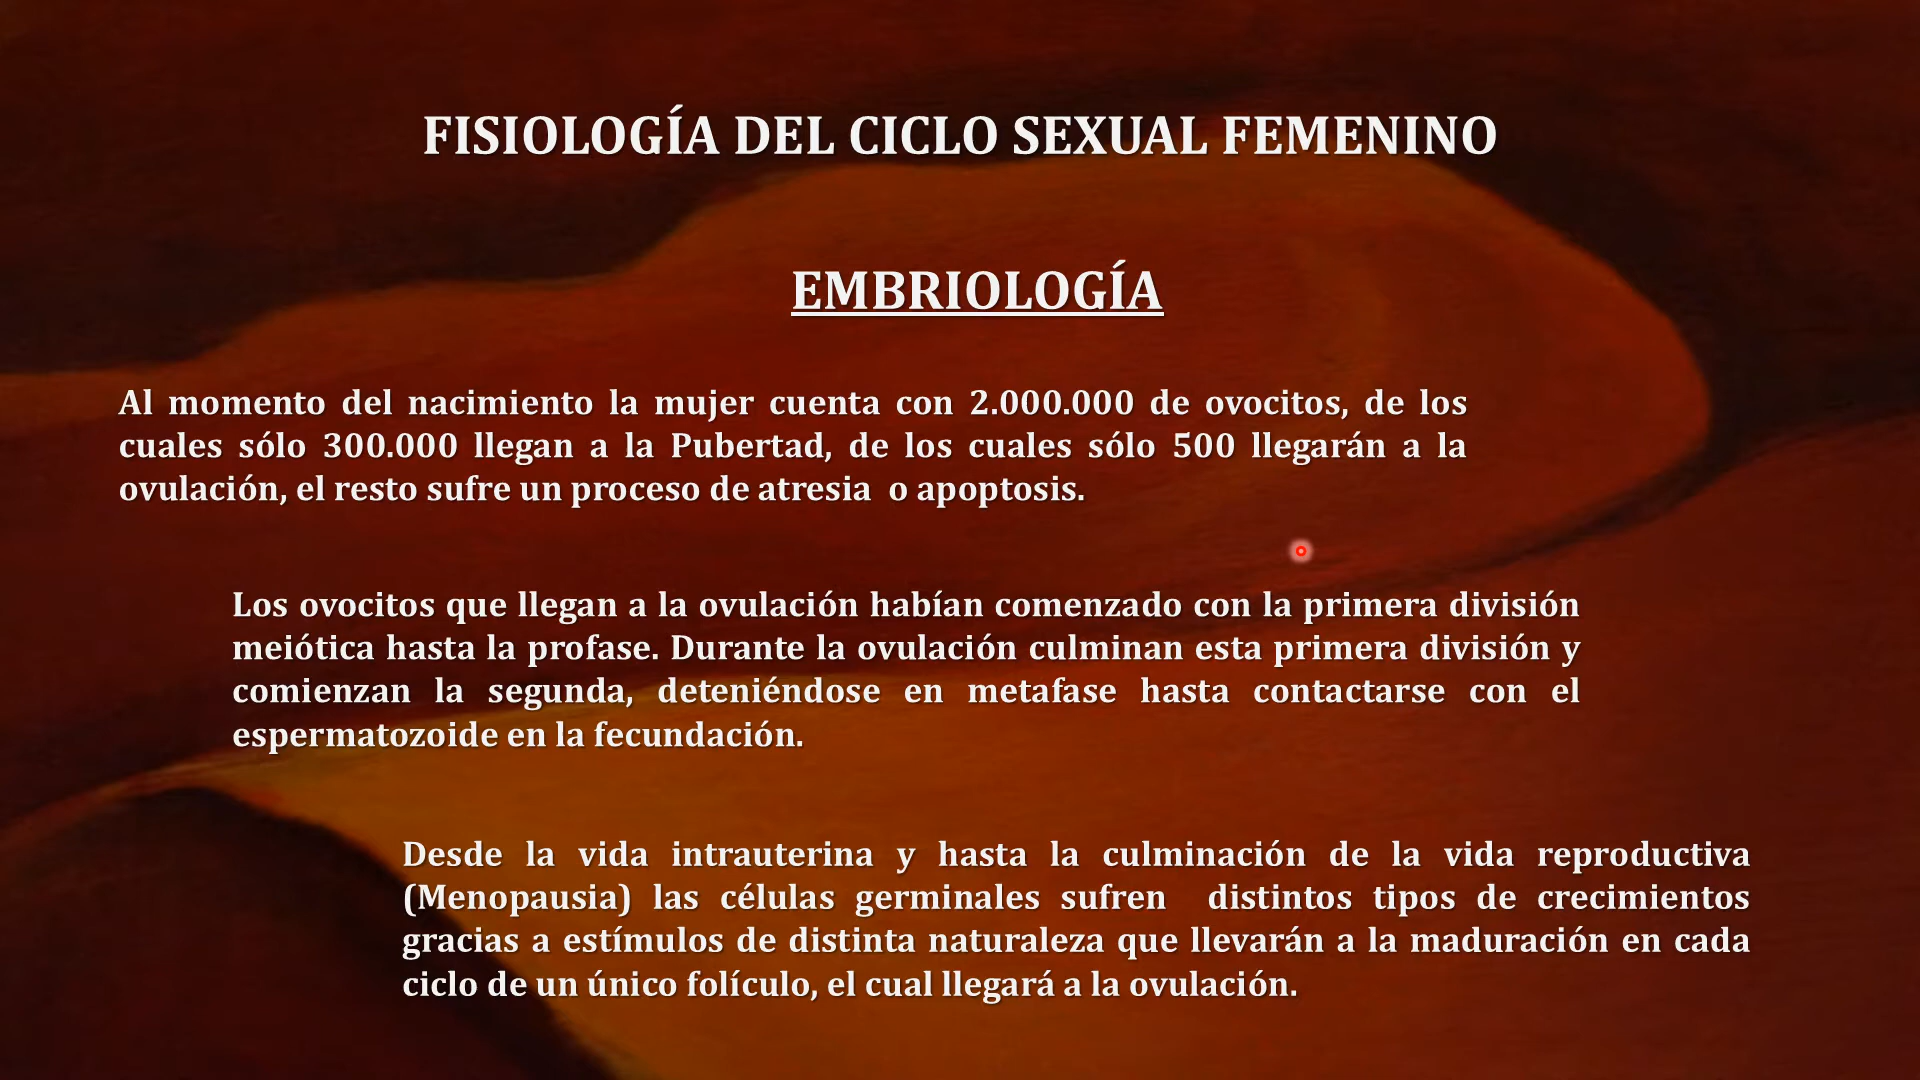 FISIOLOGÍA DEL CICLO SEXUAL FEMENINO
EMBRIOLOGÍA
Al momento del nacimiento la mujer cuenta con 2.000.000 de ovocitos, de los
cuales sólo 300.000 llegan a la Pubertad, de los cuales sólo 500 llegarán a la
ovulación, el resto sufre un proceso de atresia  o apoptosis.
Los ovocitos que llegan a la ovulación habían comenzado con la primera división
meiótica hasta la profase. Durante la ovulación culminan esta primera división y
comienzan la segunda, deteniéndose en metafase hasta contactarse con el
espermatozoide en la fecundación.
Desde la vida intrauterina y hasta la culminación de la vida reproductiva
(Menopausia) las células germinales sufren  distintos tipos de crecimientos
gracias a estímulos de distinta naturaleza que llevarán a la maduración en cada
ciclo de un único folículo, el cual llegará a la ovulación.